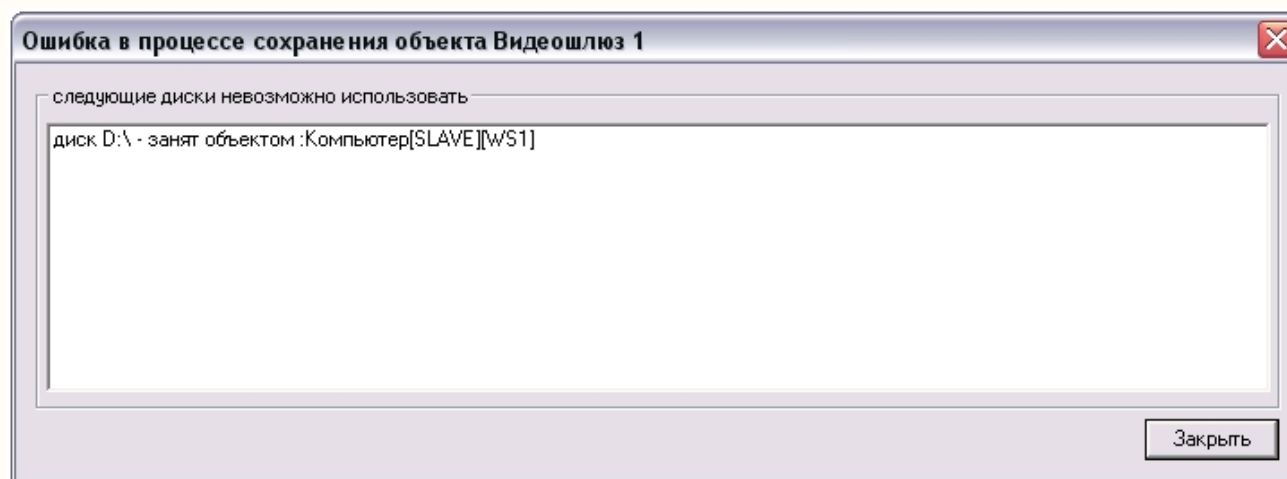 Ошибка в процессе сохранения объекта Видеошлюз 1
следующие диски невозможно использовать
диск D:\ - занят объектом :Компьютер[SLAVE][WS1]
Закрыть